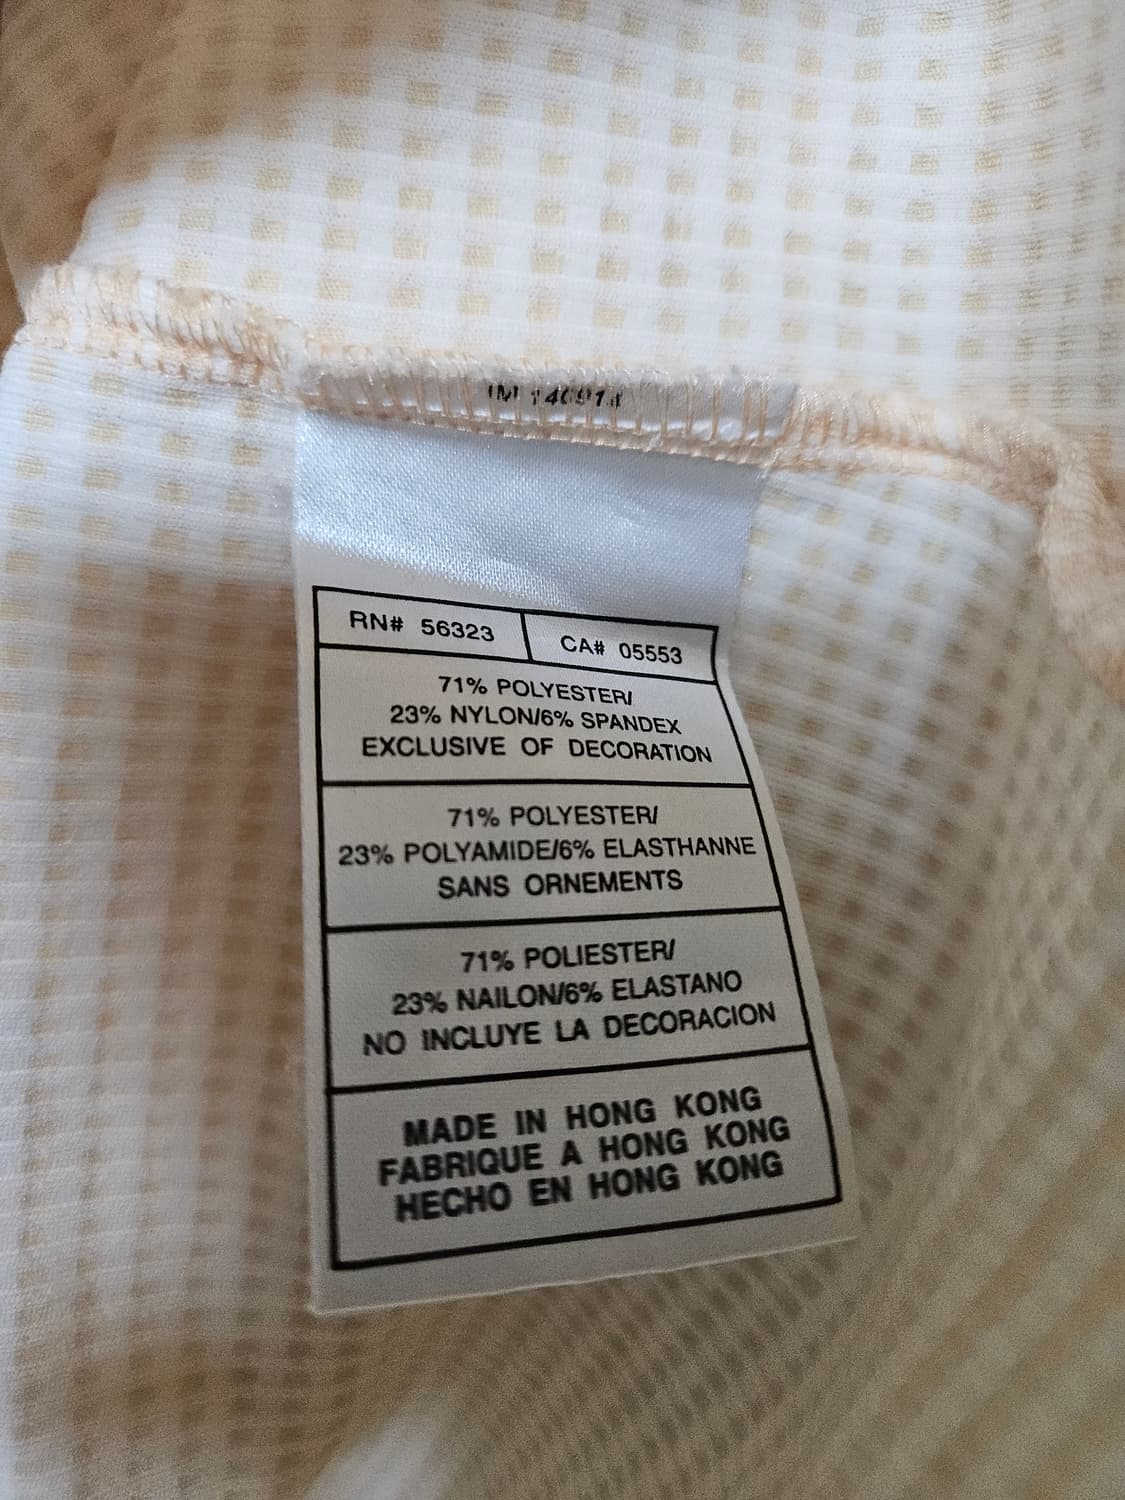 RN# 56323
CA# 05553
71% POLYESTER/
23% NYLON/6% SPANDEX
EXCLUSIVE OF DECORATION
71% POLYESTER/
23% POLYAMIDE/6% ELASTHANNE
SANS ORNEMENTS
71% POLIESTER/
23% NAILON/6% ELASTANO
NO INCLUYE LA DECORACION
MADE IN HONG KONG
FABRIQUE A HONG KONG
HECHO EN HONG KONG